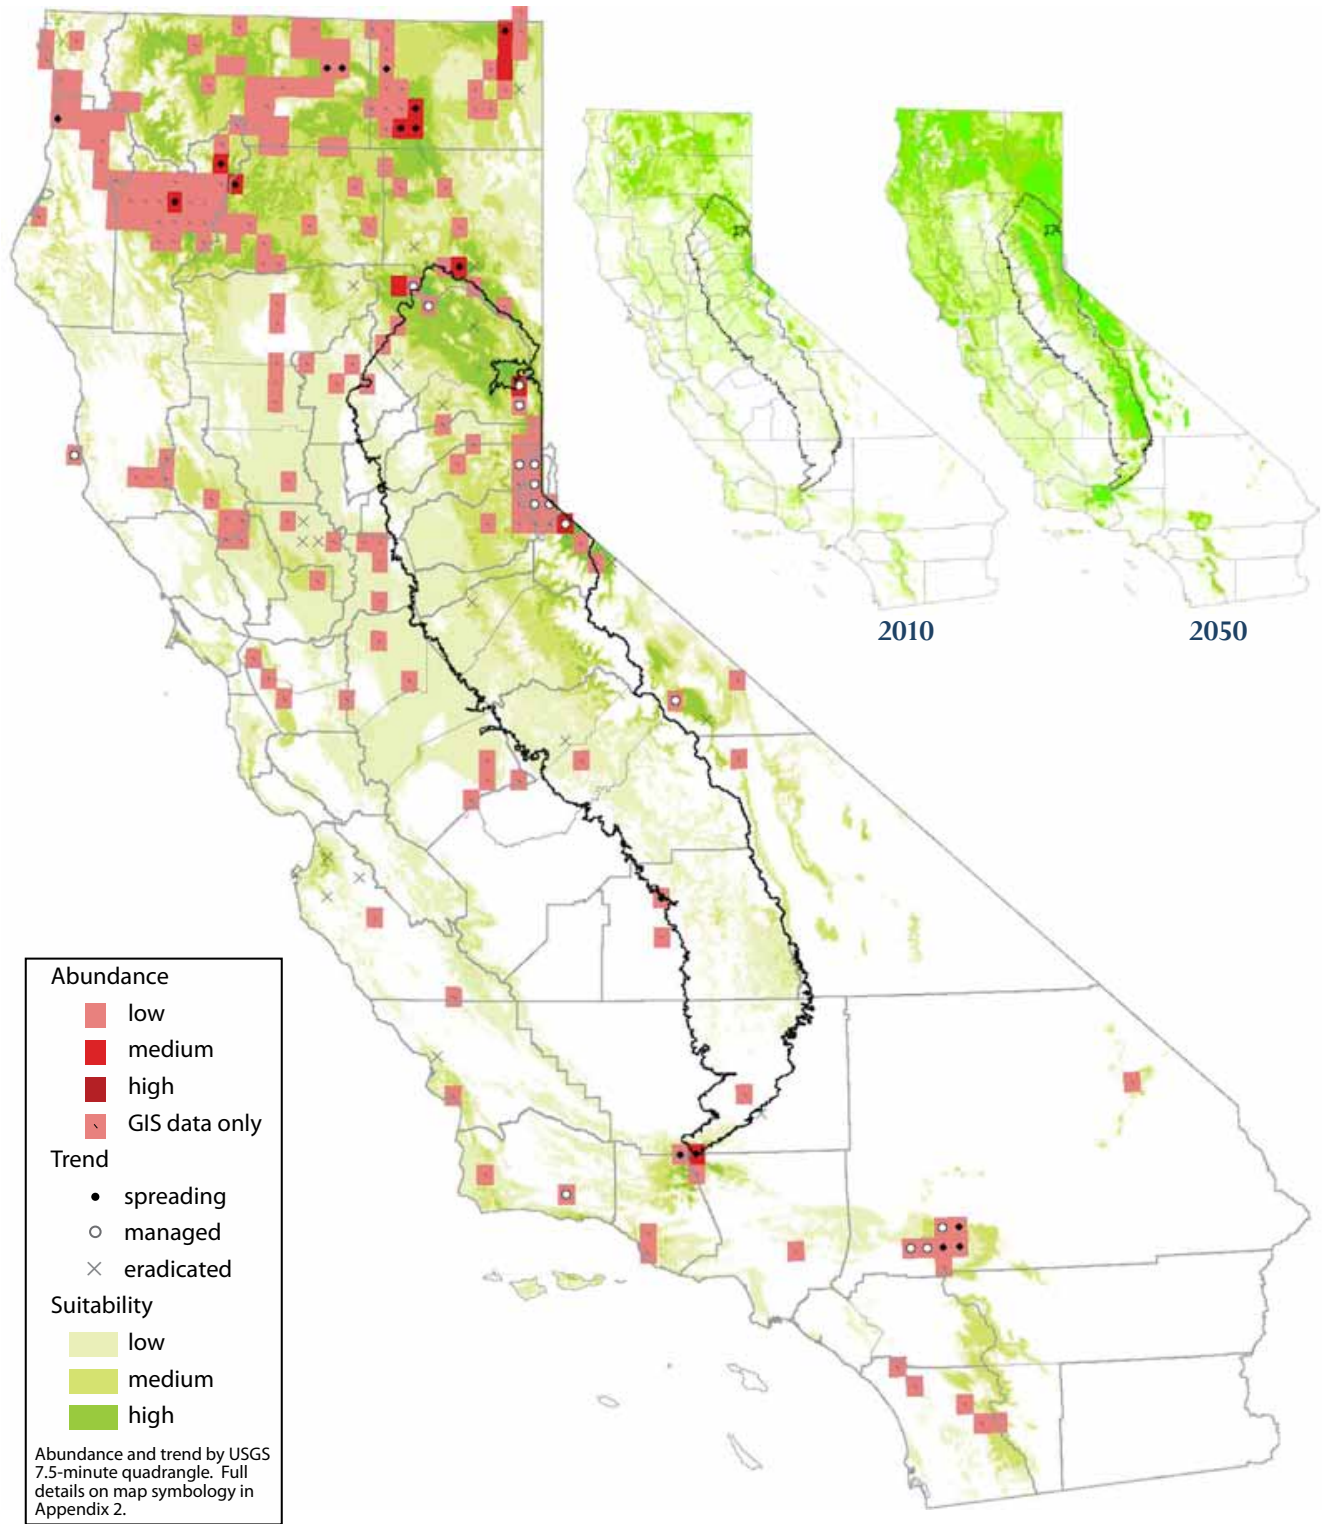 2010
2050
Abundance
low
medium
high
GIS data only
Trend
spreading
managed
eradicated
Suitability
low
medium
high
Abundance and trend by USGS
7.5-minute quadrangle. Full
details on map symbology in
Appendix 2.